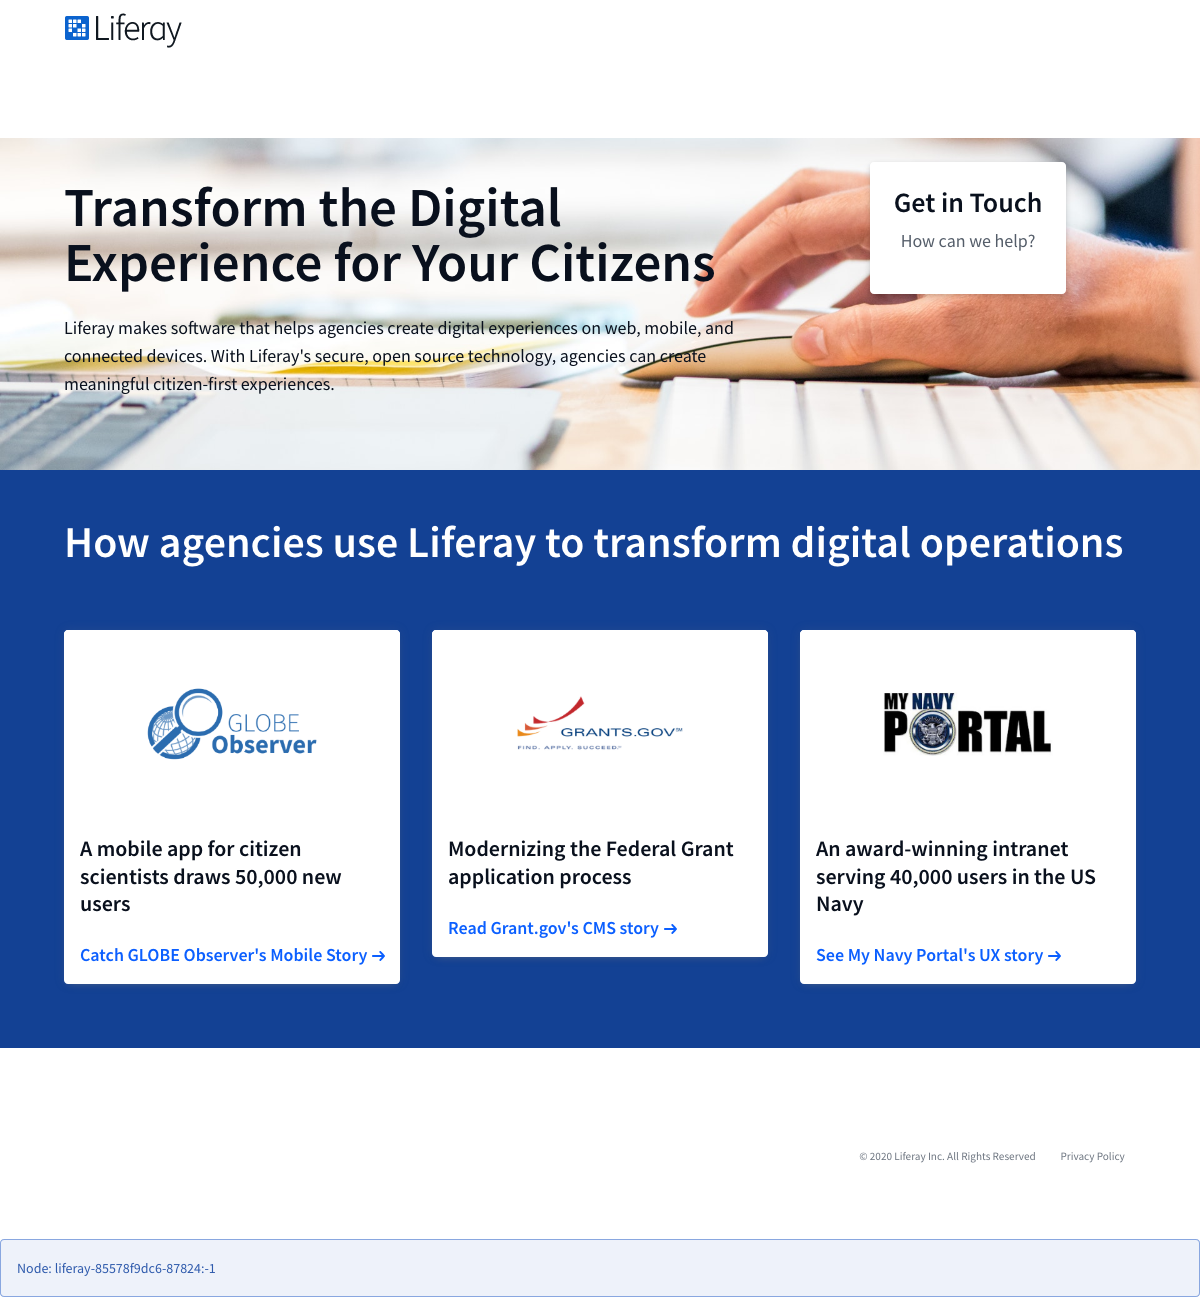 Liferay
Transform the Digital
Experience for Your Citizens
Liferay makes software that helps agencies create digital experiences on web, mobile, and
connected devices. With Liferay's secure, open source technology, agencies can create
meaningful citizen-first experiences.
Get in Touch
How can we help?
How agencies use Liferay to transform digital operations
GLOBE
Observer
A mobile app for citizen
scientists draws 50,000 new
users
Catch GLOBE Observer's Mobile Story →
GRANTS.GOV™
FIND. APPLY. SUCCEED.℠
Modernizing the Federal Grant
application process
Read Grant.gov's CMS story →
MY NAVY
PORTAL
An award-winning intranet
serving 40,000 users in the US
Navy
See My Navy Portal's UX story →
© 2020 Liferay Inc. All Rights Reserved Privacy Policy
Node: liferay-85578f9dc6-87824:-1